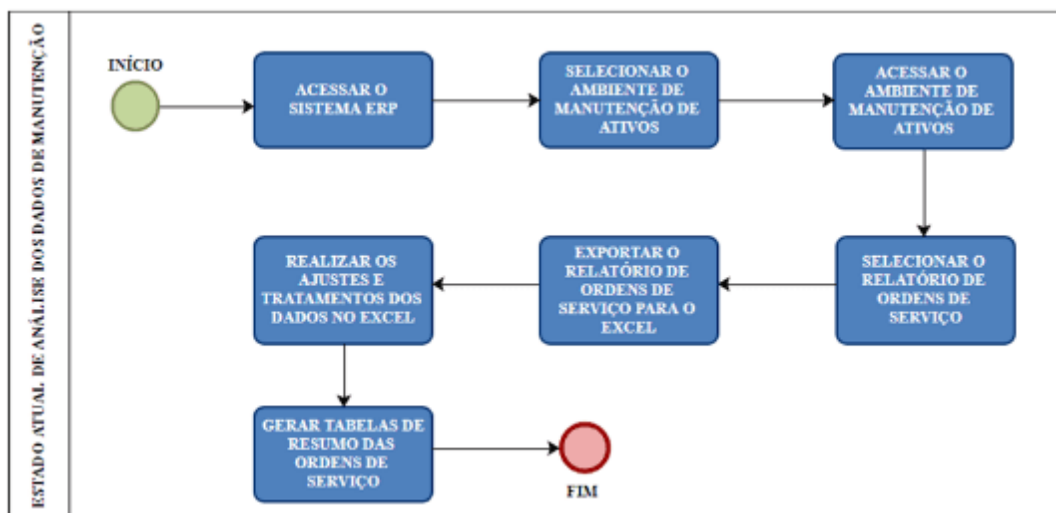 ESTADO ATUAL DE ANÁLISE DOS DADOS DE MANUTENÇÃO
INÍCIO
ACESSAR O
SISTEMA ERP
SELECIONAR O
AMBIENTE DE
MANUTENÇÃO DE
ATIVOS
ACESSAR O
AMBIENTE DE
MANUTENÇÃO DE
ATIVOS
SELECIONAR O
RELATÓRIO DE
ORDENS DE
SERVIÇO
EXPORTAR O
RELATÓRIO DE
ORDENS DE
SERVIÇO PARA O
EXCEL
REALIZAR OS
AJUSTES E
TRATAMENTOS DOS
DADOS NO EXCEL
GERAR TABELAS DE
RESUMO DAS
ORDENS DE
SERVIÇO
FIM